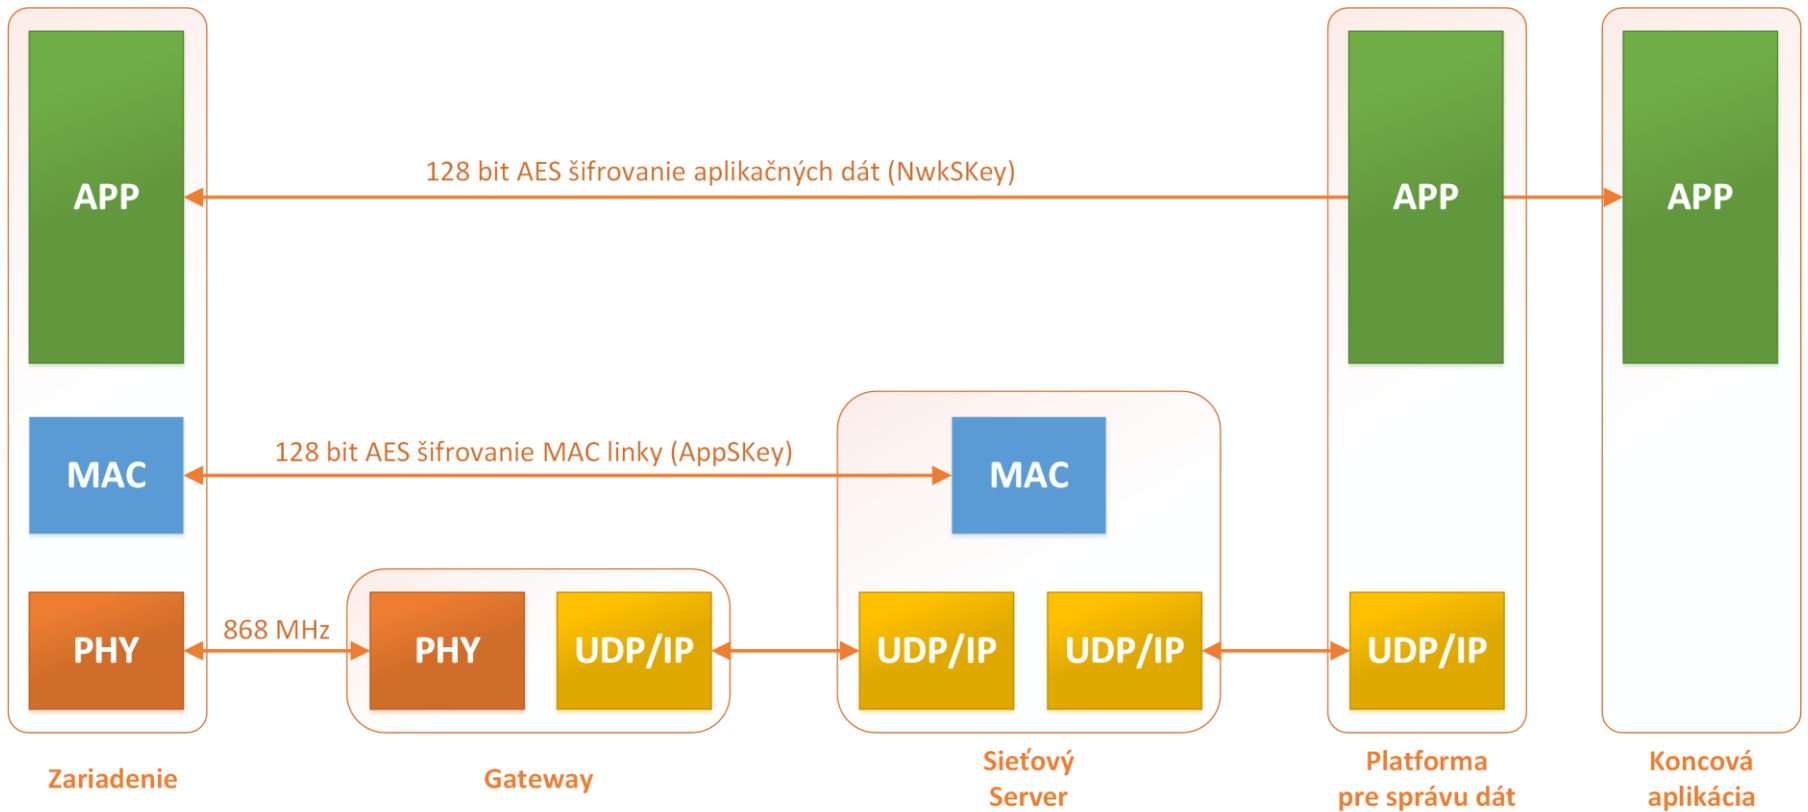 128 bit AES šifrovanie aplikačných dát (NwkSKey)
APP
APP
APP
128 bit AES šifrovanie MAC linky (AppSKey)
MAC
MAC
868 MHz
PHY
PHY
UDP/IP
UDP/IP
UDP/IP
UDP/IP
Zariadenie
Gateway
Sieťový
Server
Platforma
pre správu dát
Koncová
aplikácia